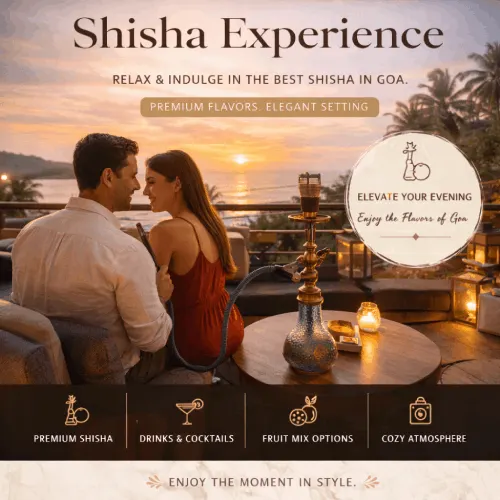 Shisha Experience
RELAX & INDULGE IN THE BEST SHISHA IN GOA.
PREMIUM FLAVORS. ELEGANT SETTING
ELEVATE YOUR EVENING
Enjoy the Flavors of Goa
PREMIUM SHISHA
DRINKS & COCKTAILS
FRUIT MIX OPTIONS
COZY ATMOSPHERE
ENJOY THE MOMENT IN STYLE.